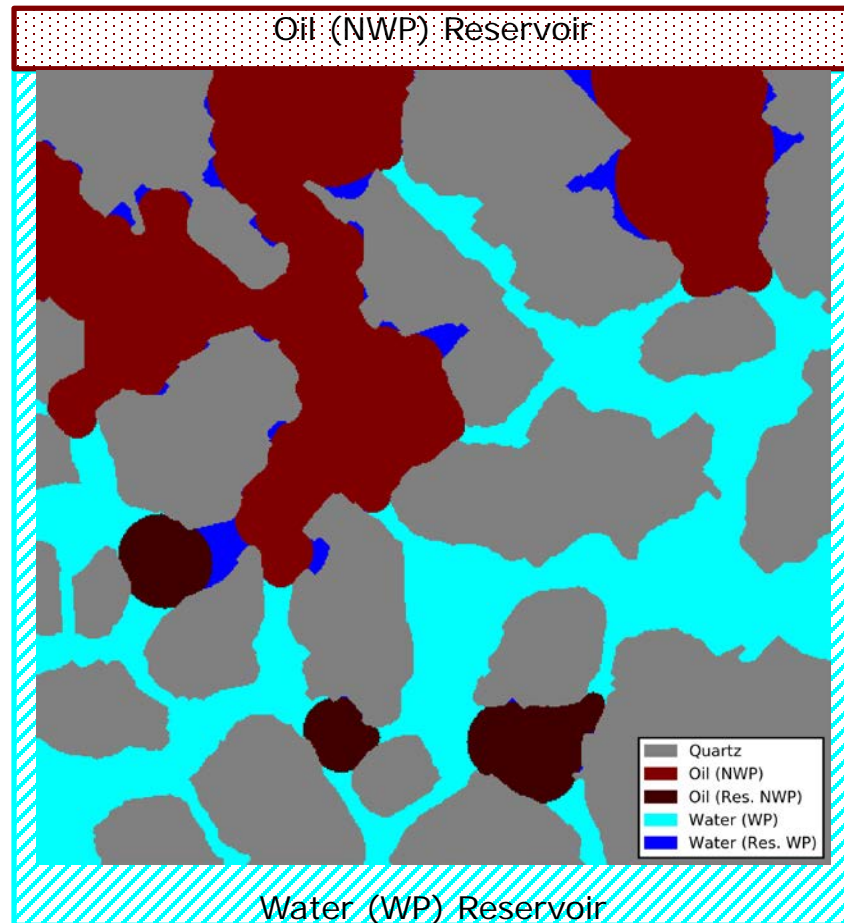 Oil (NWP) Reservoir
Quartz
Oil (NWP)
Oil (Res. NWP)
Water (WP)
Water (Res. WP)
Water (WP) Reservoir